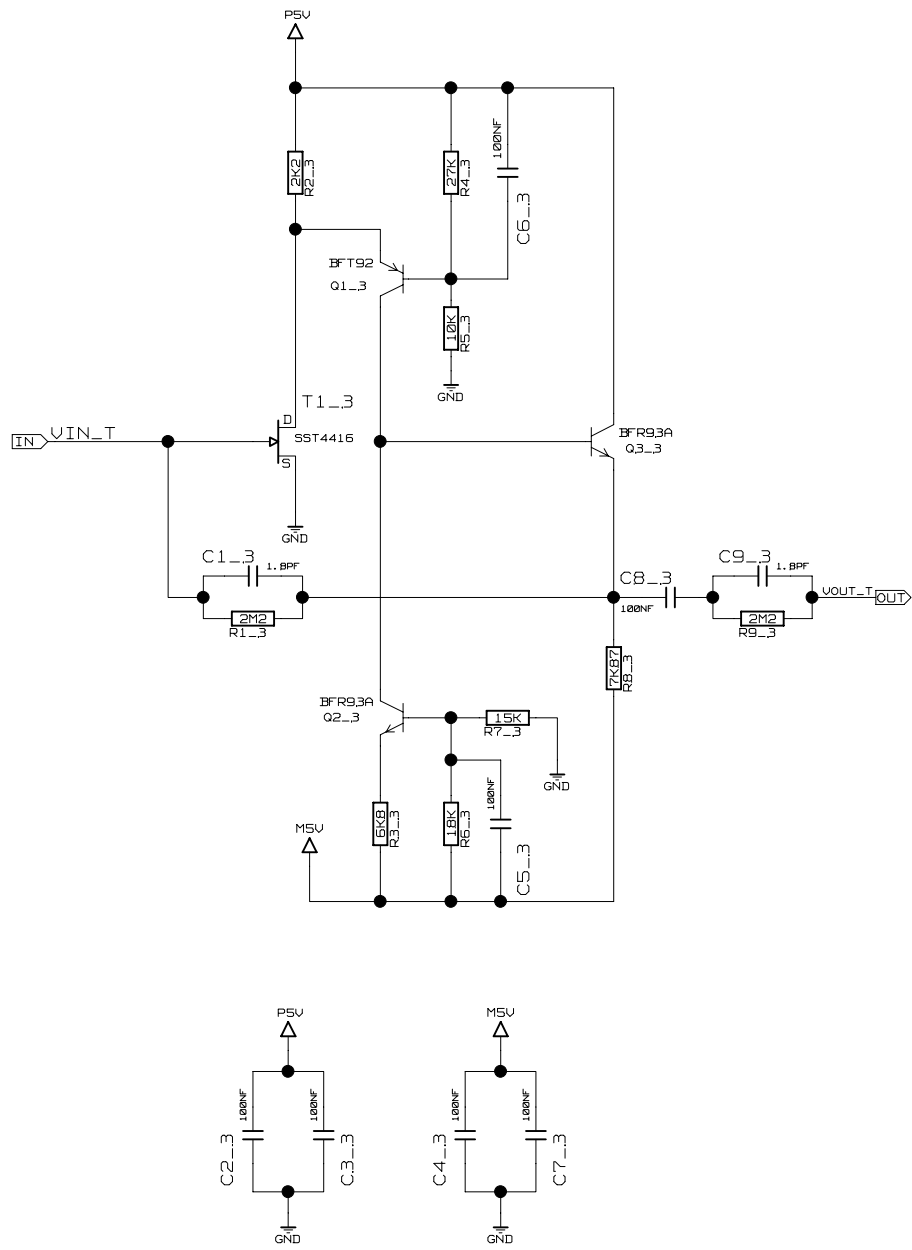 P5V
2K2
R2_3
27K
R4_3
100NF
C6_3
BFT92
Q1_3
10K
R5_3
GND
T1_3
D
SST4416
S
IN
VIN_T
GND
BFR93A
Q3_3
C1_3
1.8PF
2M2
R1_3
C8_3
100NF
C9_3
1.8PF
2M2
R9_3
VOUT_T
OUT
7K87
R8_3
BFR93A
Q2_3
15K
R7_3
GND
M5V
6K8
R3_3
18K
R6_3
100NF
C5_3
P5V
100NF
100NF
C2_3
C3_3
GND
M5V
100NF
100NF
C4_3
C7_3
GND